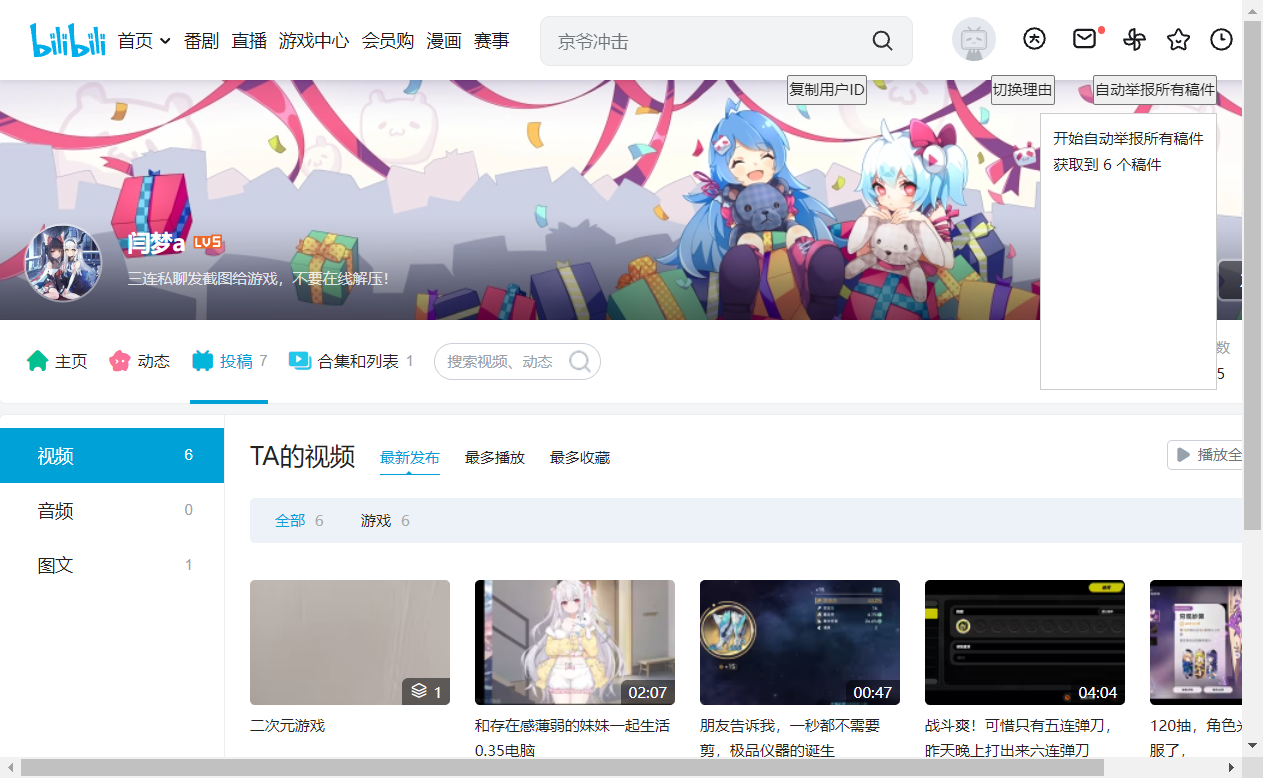 bilibili 首页 番剧 直播 游戏中心 会员购 漫画 赛事 京爷冲击
复制用户ID 切换理由 自动举报所有稿件
开始自动举报所有稿件
获取到 6 个稿件
闫梦a LV5
三连私聊发截图给游戏，不要在线解压！
主页 动态 投稿 7 合集和列表 1 搜索视频、动态
数
5
视频 6
音频 0
图文 1
TA的视频 最新发布 最多播放 最多收藏 播放全
全部 6 游戏 6
1 02:07 00:47 04:04
二次元游戏
和存在感薄弱的妹妹一起生活
0.35电脑
朋友告诉我，一秒都不需要
剪，极品仪器的诞生
战斗爽！可惜只有五连弹刀，
昨天晚上打出来六连弹刀
120抽，角色
服了，